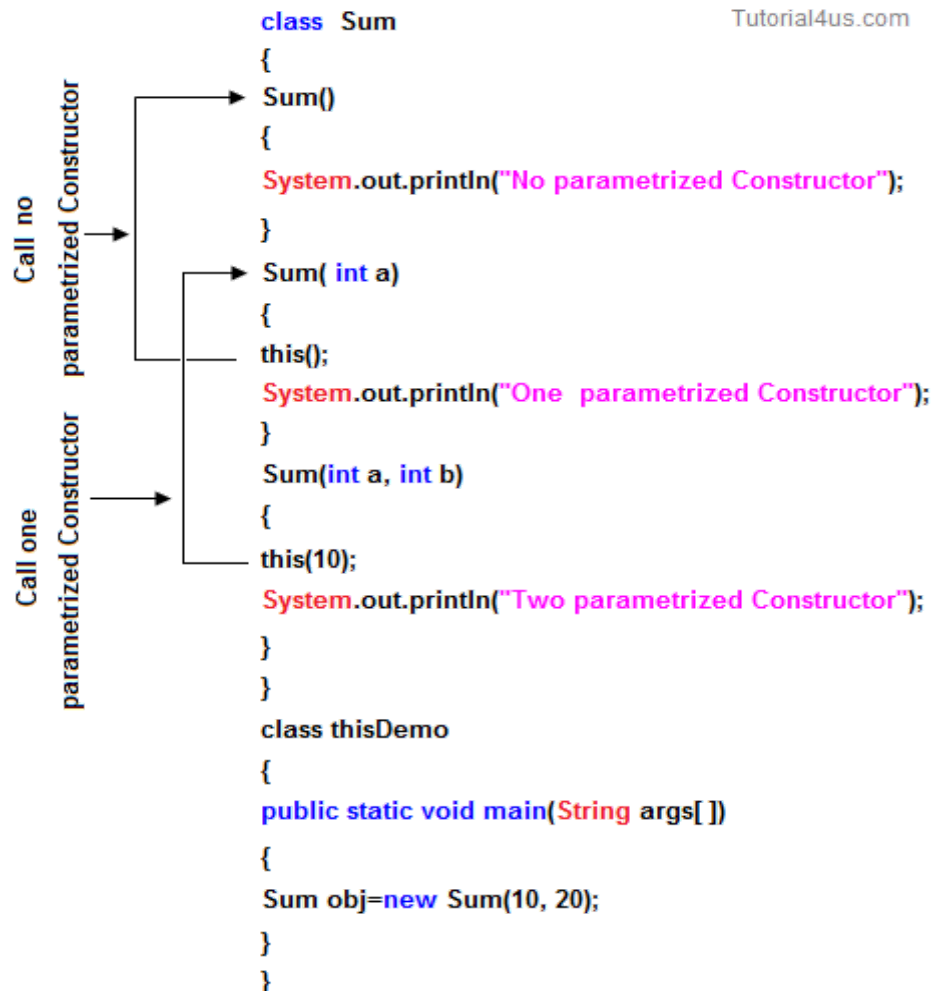 Tutorial4us.com
class  Sum
{
Sum()
{
System.out.println("No parametrized Constructor");
}
Sum( int a)
{
this();
System.out.println("One  parametrized Constructor");
}
Sum(int a, int b)
{
this(10);
System.out.println("Two parametrized Constructor");
}
}
class thisDemo
{
public static void main(String args[ ])
{
Sum obj=new Sum(10, 20);
}
}
Call  no
parametrized Constructor
Call one
parametrized Constructor